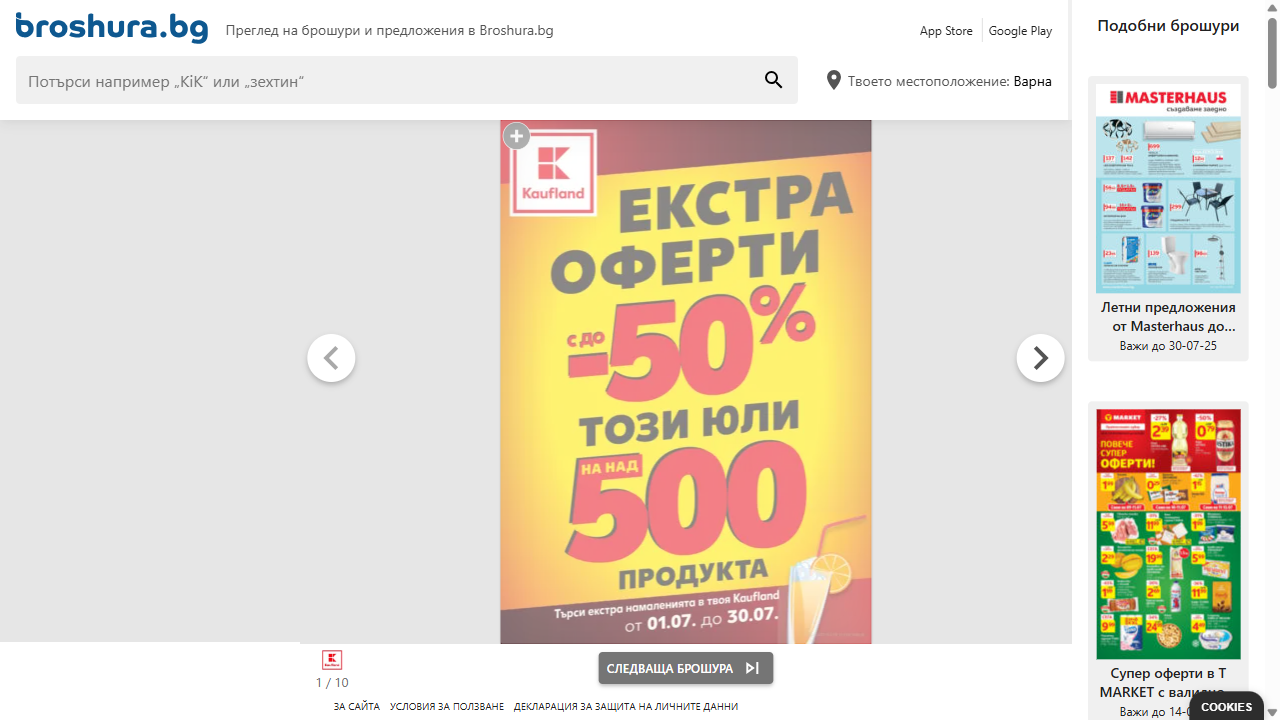 broshura.bg
Преглед на брошури и предложения в Broshura.bg
App Store
Google Play
Потърси например „KiK“ или „зехтин“
Твоето местоположение: Варна
Kaufland
ЕКСТРА
ОФЕРТИ
с до
-50%
ТОЗИ ЮЛИ
НА НАД
500
ПРОДУКТА
Търси екстра намаленията в твоя Kaufland
от 01.07. до 30.07.
1 / 10
СЛЕДВАЩА БРОШУРА
ЗА САЙТА
УСЛОВИЯ ЗА ПОЛЗВАНЕ
ДЕКЛАРАЦИЯ ЗА ЗАЩИТА НА ЛИЧНИТЕ ДАННИ
Подобни брошури
MASTERHAUS
създаваме заедно
Летни предложения
от Masterhaus до...
Важи до 30-07-25
MARKET
ПОВЕЧЕ
СУПЕР
ОФЕРТИ!
Супер оферти в T
MARKET с валидно
Важи до 14-0
COOKIES